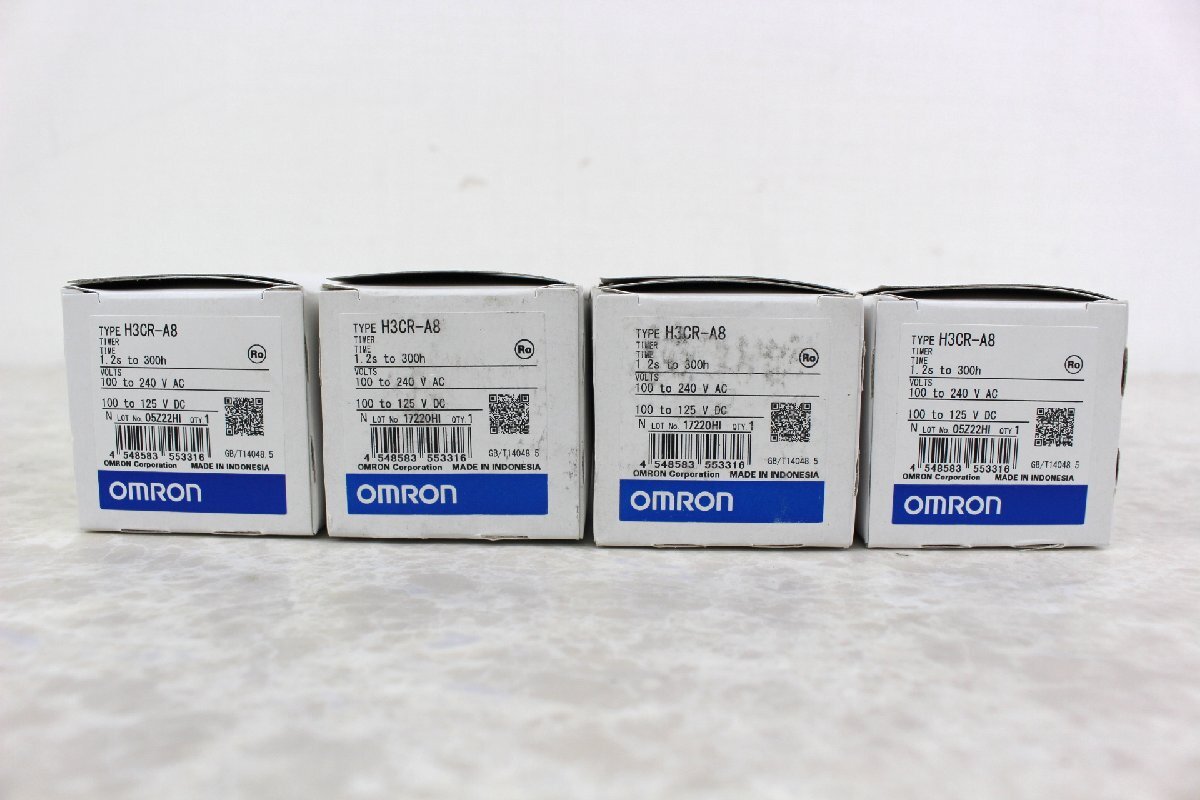 TYPE H3CR-A8
TIMER
TIME
1.2s to 300h
Ro
VOLTS
100 to 240 V AC
100 to 125 V DC
N LOT No. 05Z22HI QTY 1
4 548583 553316
OMRON Corporation MADE IN INDONESIA
OMRON
TYPE H3CR-A8
TIMER
TIME
1.2s to 300h
Ro
VOLTS
100 to 240 V AC
100 to 125 V DC
N LOT No. 17220HI QTY 1
4 548583 553316
GB/T14048.5
OMRON Corporation MADE IN INDONESIA
OMRON
TYPE H3CR-A8
TIMER
TIME
1.2s to 300h
Ro
VOLTS
100 to 240 V AC
100 to 125 V DC
N LOT No. 17220HI QTY 1
4 548583 553316
GB/T14048.5
OMRON Corporation MADE IN INDONESIA
OMRON
TYPE H3CR-A8
TIMER
TIME
1.2s to 300h
Ro
VOLTS
100 to 240 V AC
100 to 125 V DC
N LOT No. 05Z22HI QTY 1
4 548583 553316
GB/T14048.5
OMRON Corporation MADE IN INDONESIA
OMRON